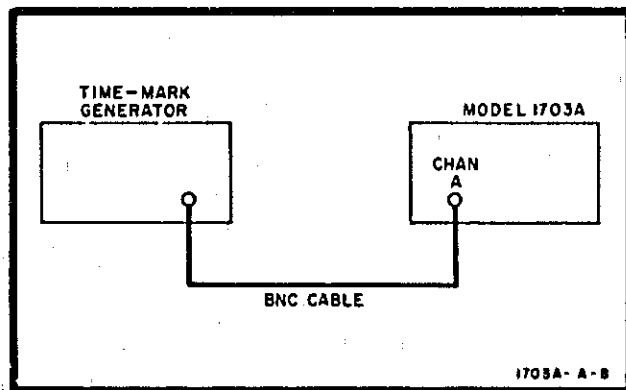 TIME-MARK
GENERATOR
MODEL 1703A
CHAN
A
BNC CABLE
1703A-A-8